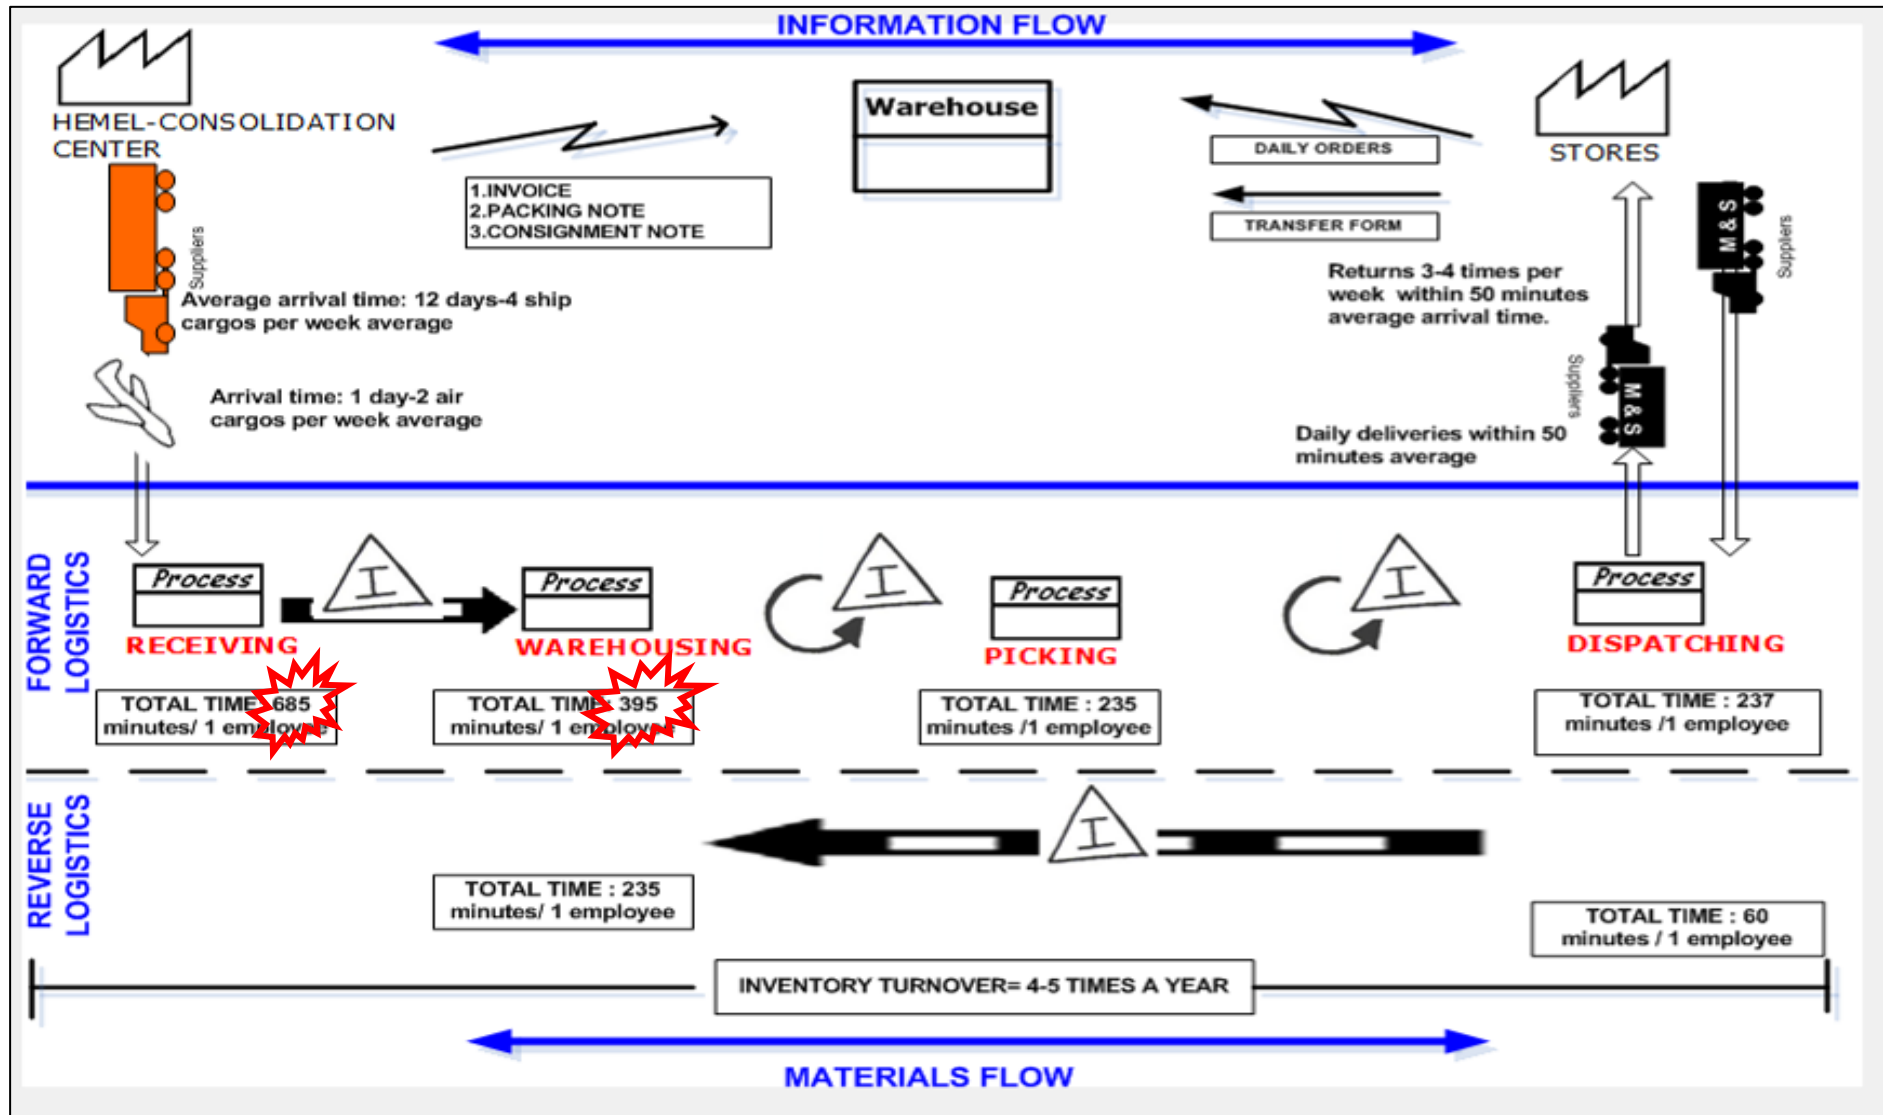 INFORMATION FLOW
HEMEL-CONSOLIDATION
CENTER
Suppliers
Average arrival time: 12 days-4 ship
cargos per week average
Arrival time: 1 day-2 air
cargos per week average
1.INVOICE
2.PACKING NOTE
3.CONSIGNMENT NOTE
Warehouse
DAILY ORDERS
TRANSFER FORM
STORES
M & S
Suppliers
Returns 3-4 times per
week within 50 minutes
average arrival time.
Suppliers
M & S
Daily deliveries within 50
minutes average
FORWARD
LOGISTICS
Process
RECEIVING
TOTAL TIME: 685
minutes/ 1 employee
I
Process
WAREHOUSING
TOTAL TIME: 395
minutes/ 1 employee
I
Process
PICKING
TOTAL TIME : 235
minutes /1 employee
I
Process
DISPATCHING
TOTAL TIME : 237
minutes /1 employee
REVERSE
LOGISTICS
I
TOTAL TIME : 235
minutes/ 1 employee
TOTAL TIME : 60
minutes / 1 employee
INVENTORY TURNOVER= 4-5 TIMES A YEAR
MATERIALS FLOW